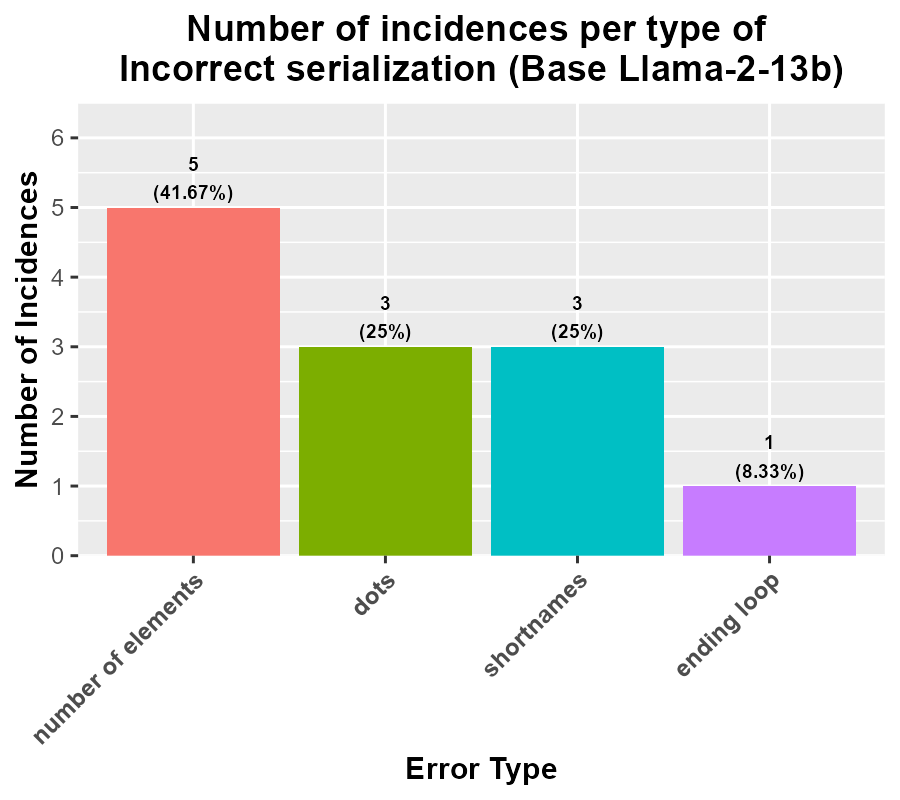 Number of incidences per type of
Incorrect serialization (Base Llama-2-13b)
Number of Incidences
6
5
4
3
2
1
0
5
(41.67%)
3
(25%)
3
(25%)
1
(8.33%)
number of elements
dots
shortnames
ending loop
Error Type